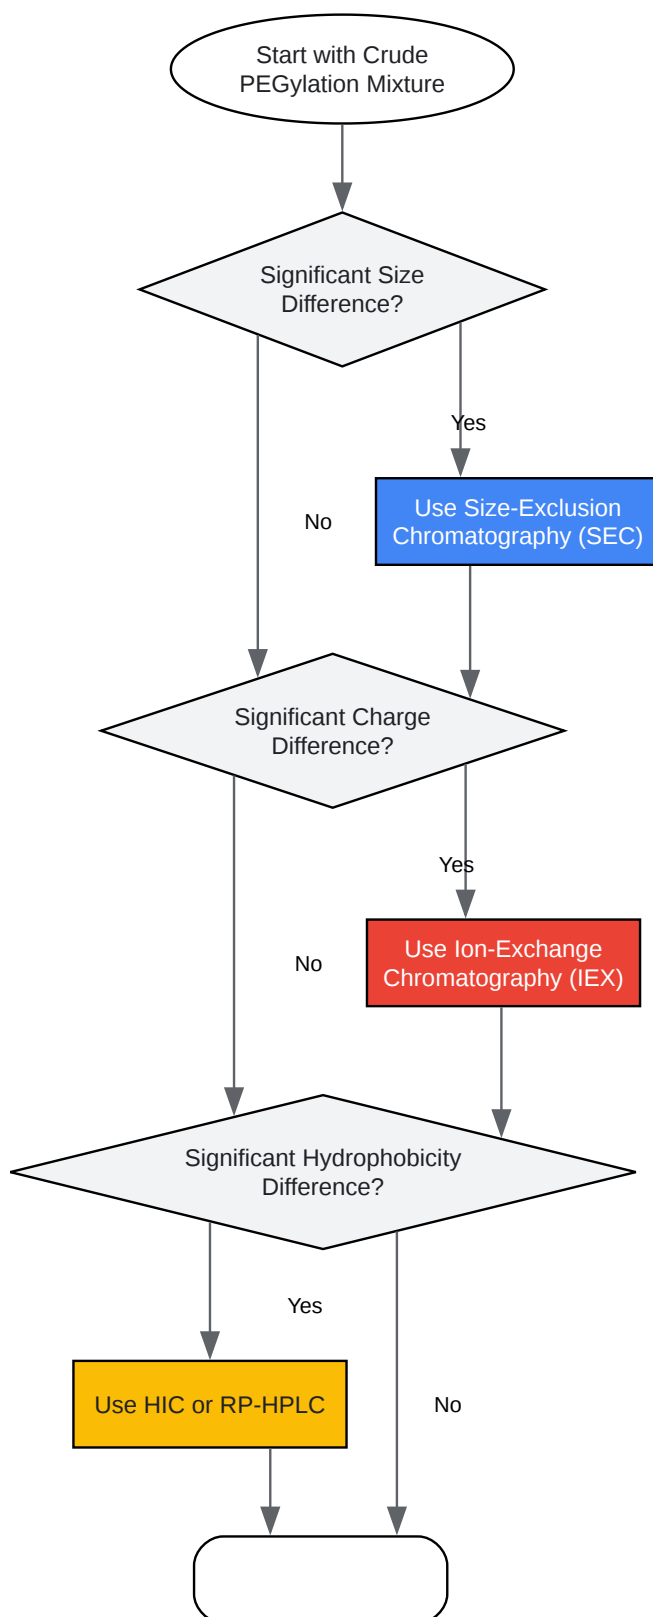 Start with Crude
PEGylation Mixture
Significant Size
Difference?
Yes
Use Size-Exclusion
Chromatography (SEC)
No
Significant Charge
Difference?
Yes
Use Ion-Exchange
Chromatography (IEX)
No
Significant Hydrophobicity
Difference?
Yes
Use HIC or RP-HPLC
No